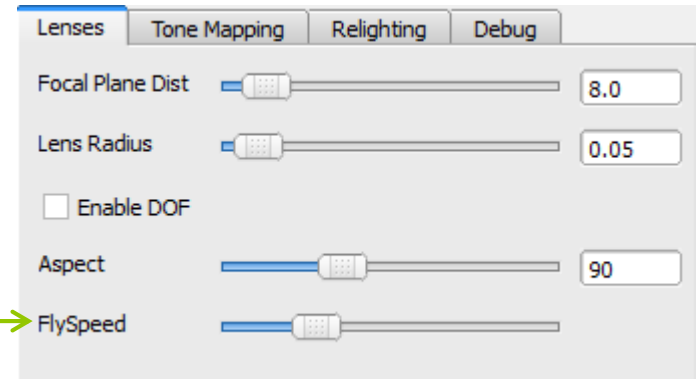 Lenses Tone Mapping Relighting Debug
Focal Plane Dist 8.0
Lens Radius 0.05
Enable DOF
Aspect 90
FlySpeed